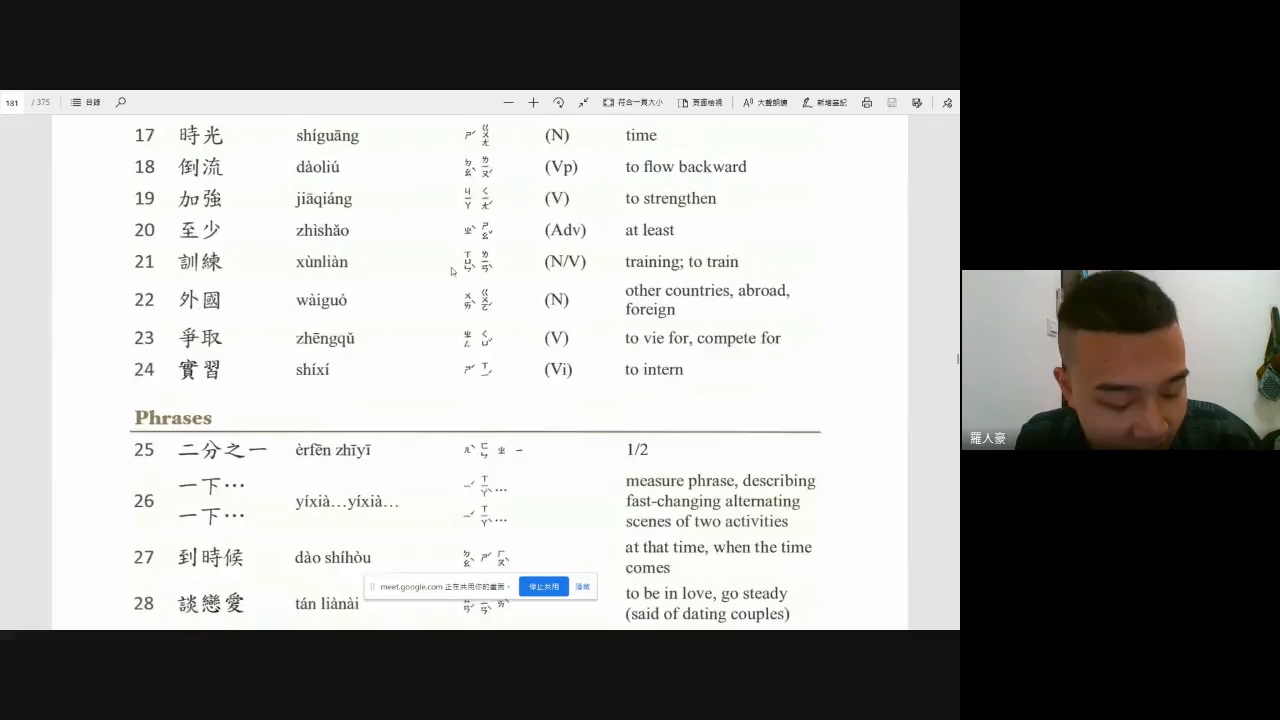 181 / 375 目錄 符合一頁大小 頁面檢視 大聲朗讀 新增筆記
17 時光 shíguāng ㄕˊ ㄍㄨㄤ (N) time
18 倒流 dàoliú ㄉㄠˋ ㄌㄧㄡˊ (Vp) to flow backward
19 加強 jiāqiáng ㄐㄧㄚ ㄑㄧㄤˊ (V) to strengthen
20 至少 zhìshǎo ㄓˋ ㄕㄠˇ (Adv) at least
21 訓練 xùnliàn ㄒㄩㄣˋ ㄌㄧㄢˋ (N/V) training; to train
22 外國 wàiguó ㄨㄞˋ ㄍㄨㄛˊ (N) other countries, abroad,
foreign
23 爭取 zhēngqǔ ㄓㄥ ㄑㄩˇ (V) to vie for, compete for
24 實習 shíxí ㄕˊ ㄒㄧˊ (Vi) to intern
Phrases
25 二分之一 èrfēn zhīyī ㄦˋ ㄈㄣ ㄓ ㄧ 1/2
一下… ㄧˊ ㄒㄧㄚˋ… measure phrase, describing
26 yíxià…yíxià… fast-changing alternating
一下… ㄧˊ ㄒㄧㄚˋ… scenes of two activities
27 到時候 dào shíhòu ㄉㄠˋ ㄕˊ ㄏㄡˋ at that time, when the time
comes
meet.google.com 正在共用你的畫面。 停止共用 隱藏
28 談戀愛 tán liànài to be in love, go steady
(said of dating couples)
羅人豪